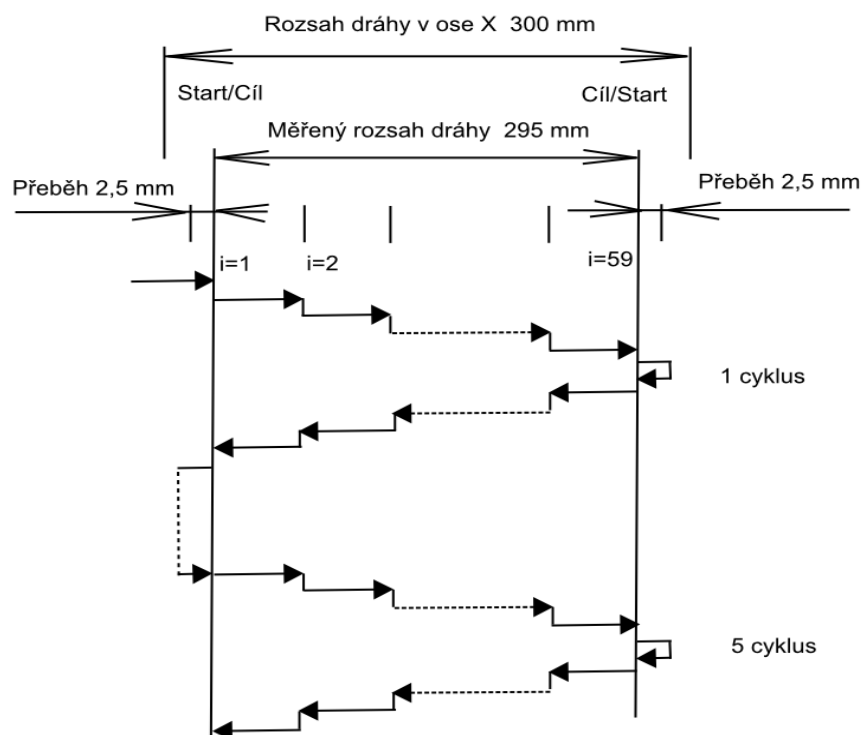 Rozsah dráhy v ose X 300 mm
Start/Cíl
Cíl/Start
Měřený rozsah dráhy 295 mm
Přeběh 2,5 mm
Přeběh 2,5 mm
i=1
i=2
i=59
1 cyklus
5 cyklus